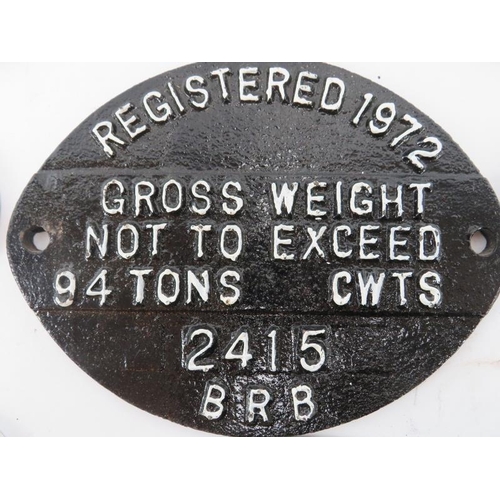 REGISTERED 1972
GROSS WEIGHT
NOT TO EXCEED
94 TONS CWTS
2415
BRB